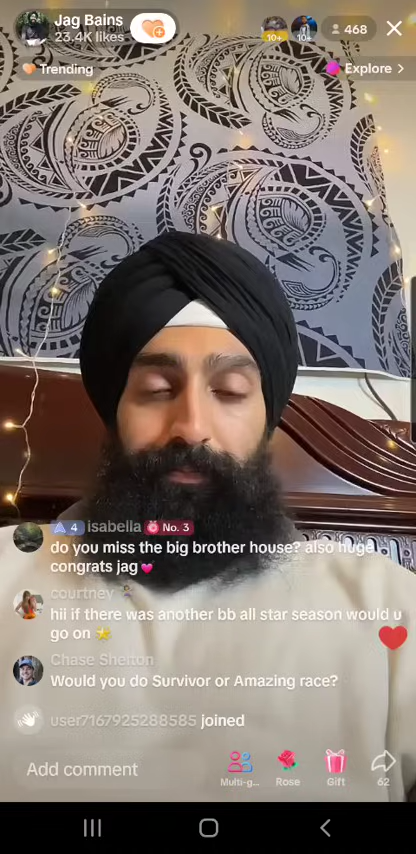 Jag Bains
23.4K likes
10+
10+
468
Trending
Explore >
4 isabella No. 3
do you miss the big brother house? also huge
congrats jag
courtney
hii if there was another bb all star season would u
go on
Chase Shelton
Would you do Survivor or Amazing race?
user7167925288585 joined
Add comment
Multi-g...
Rose
Gift
62